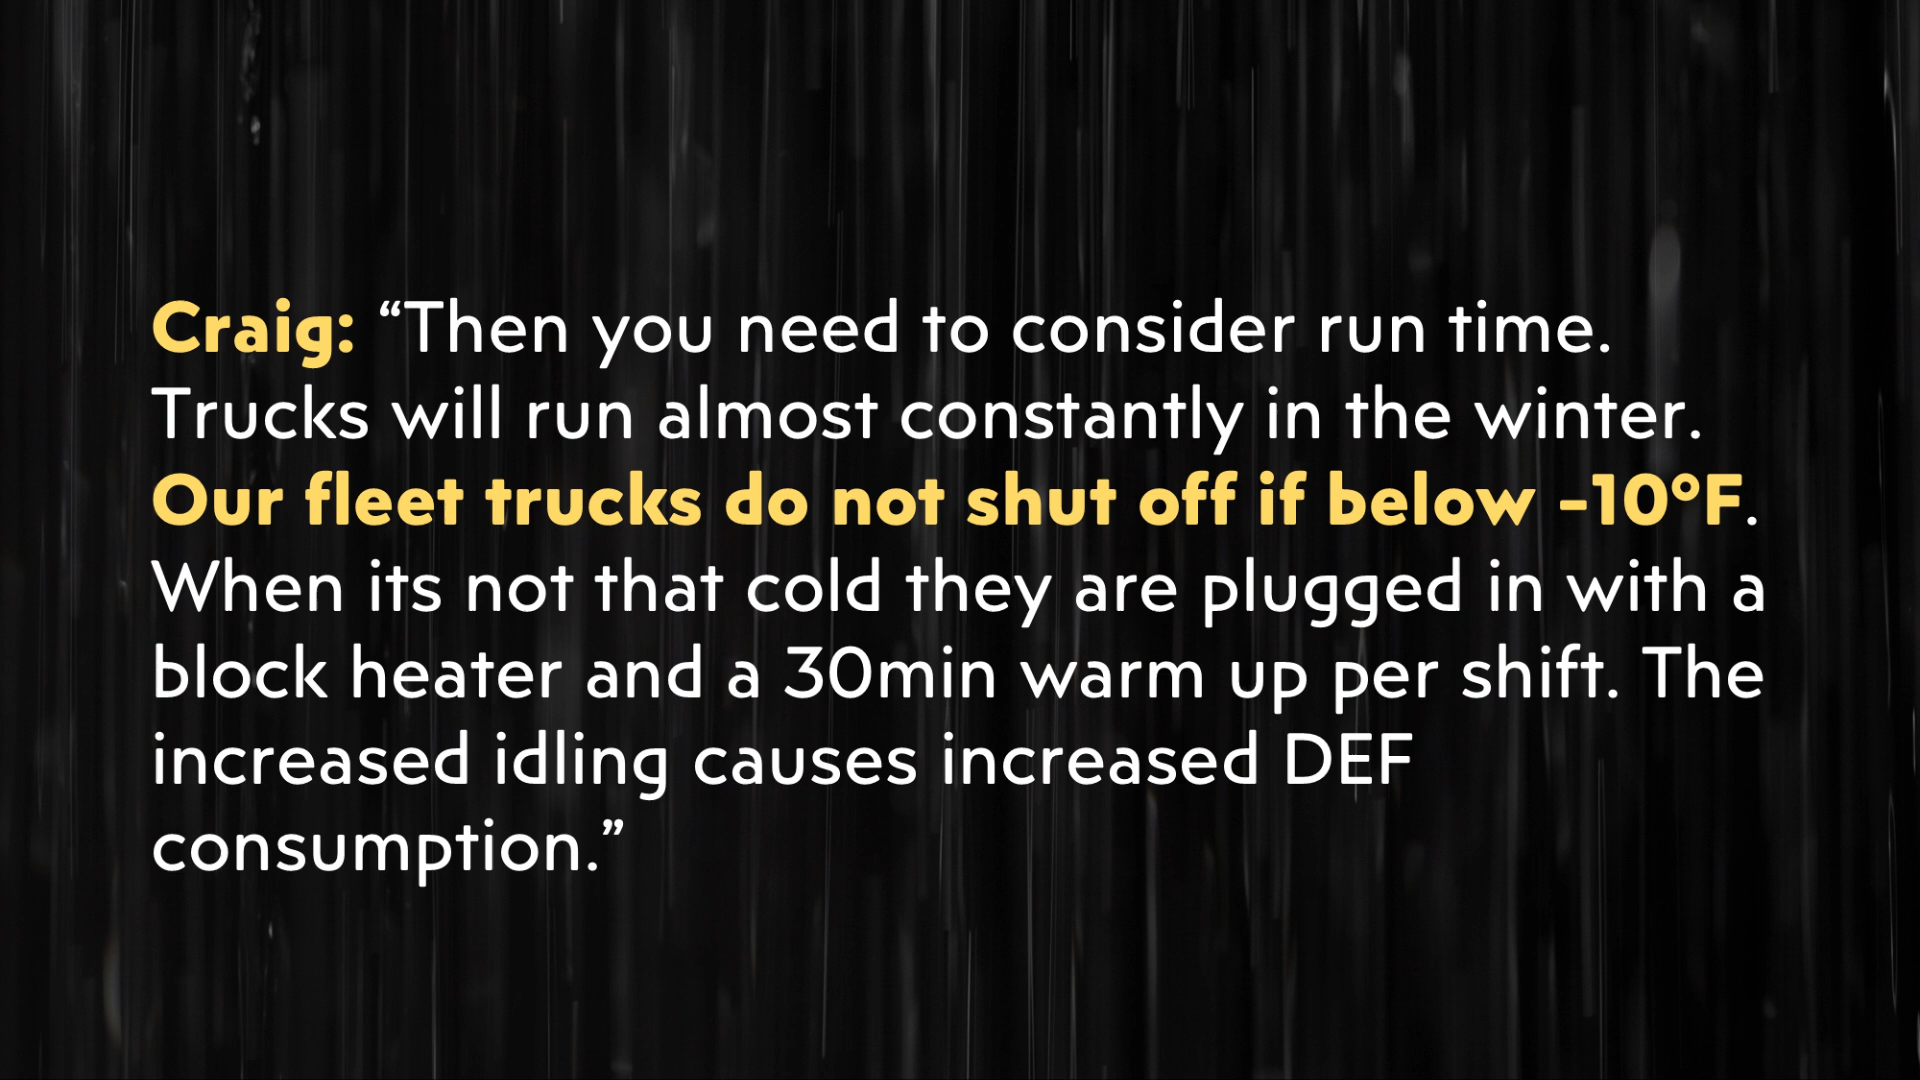 Craig: “Then you need to consider run time.
Trucks will run almost constantly in the winter.
Our fleet trucks do not shut off if below -10°F.
When its not that cold they are plugged in with a
block heater and a 30min warm up per shift. The
increased idling causes increased DEF
consumption.”